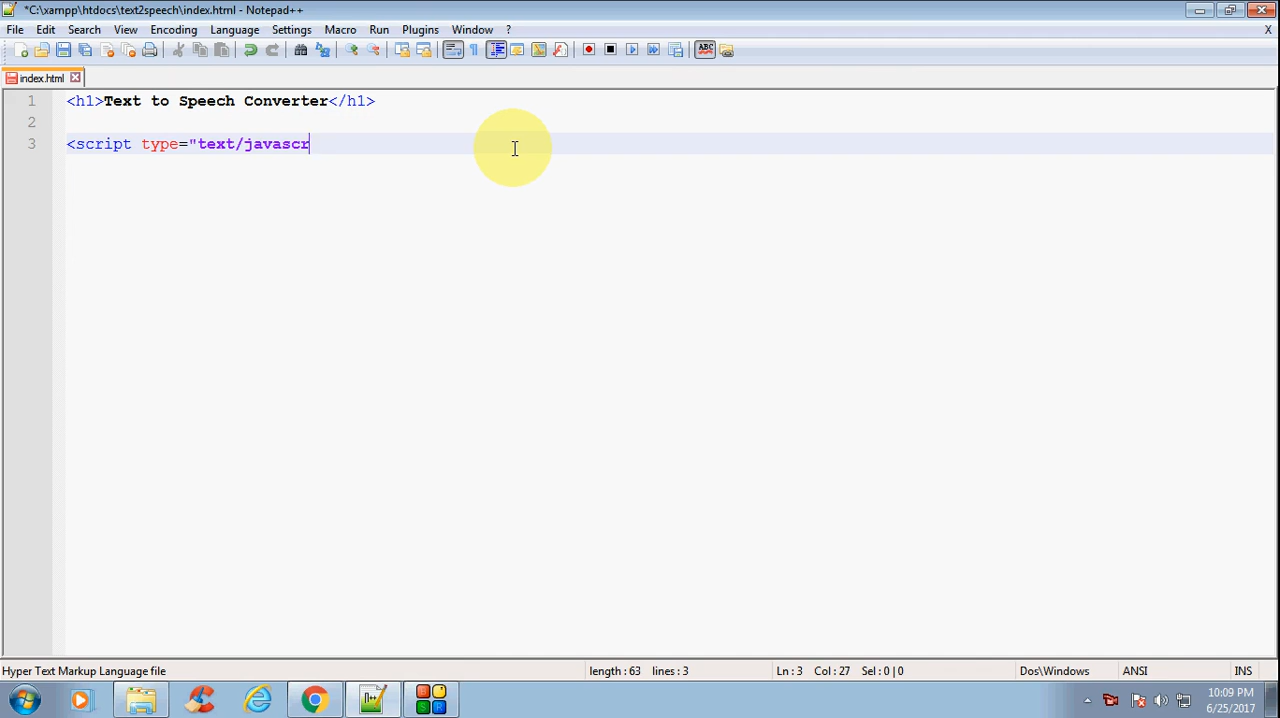 *C:\xampp\htdocs\text2speech\index.html - Notepad++
File Edit Search View Encoding Language Settings Macro Run Plugins Window ? X
ABC
index.html
1 <h1>Text to Speech Converter</h1>
2
3 <script type="text/javascr
Hyper Text Markup Language file length : 63 lines : 3 Ln : 3 Col : 27 Sel : 0 | 0 Dos\Windows ANSI INS
10:09 PM
6/25/2017